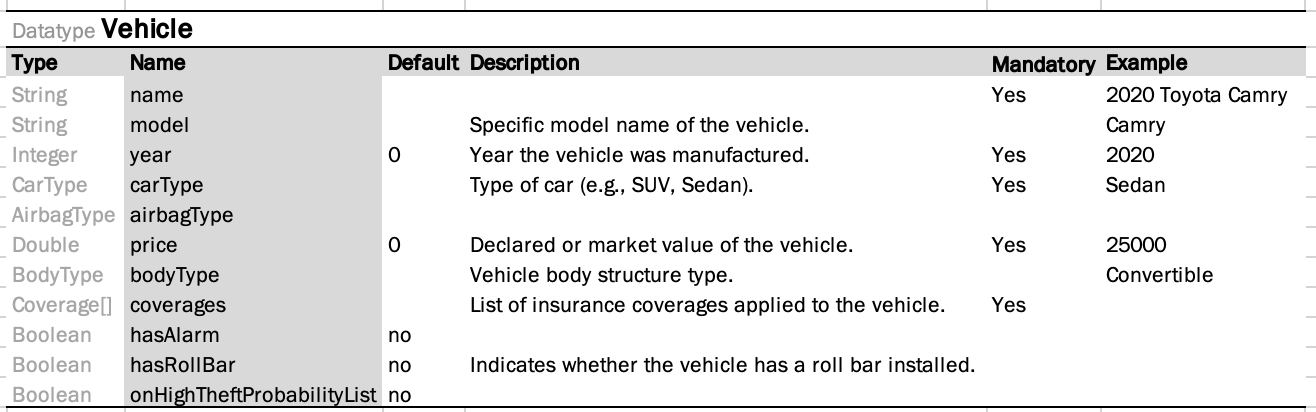 Datatype Vehicle
Type Name Default Description Mandatory Example
String name Yes 2020 Toyota Camry
String model Specific model name of the vehicle. Camry
Integer year 0 Year the vehicle was manufactured. Yes 2020
CarType carType Type of car (e.g., SUV, Sedan). Yes Sedan
AirbagType airbagType
Double price 0 Declared or market value of the vehicle. Yes 25000
BodyType bodyType Vehicle body structure type. Convertible
Coverage[] coverages List of insurance coverages applied to the vehicle. Yes
Boolean hasAlarm no
Boolean hasRollBar no Indicates whether the vehicle has a roll bar installed.
Boolean onHighTheftProbabilityList no